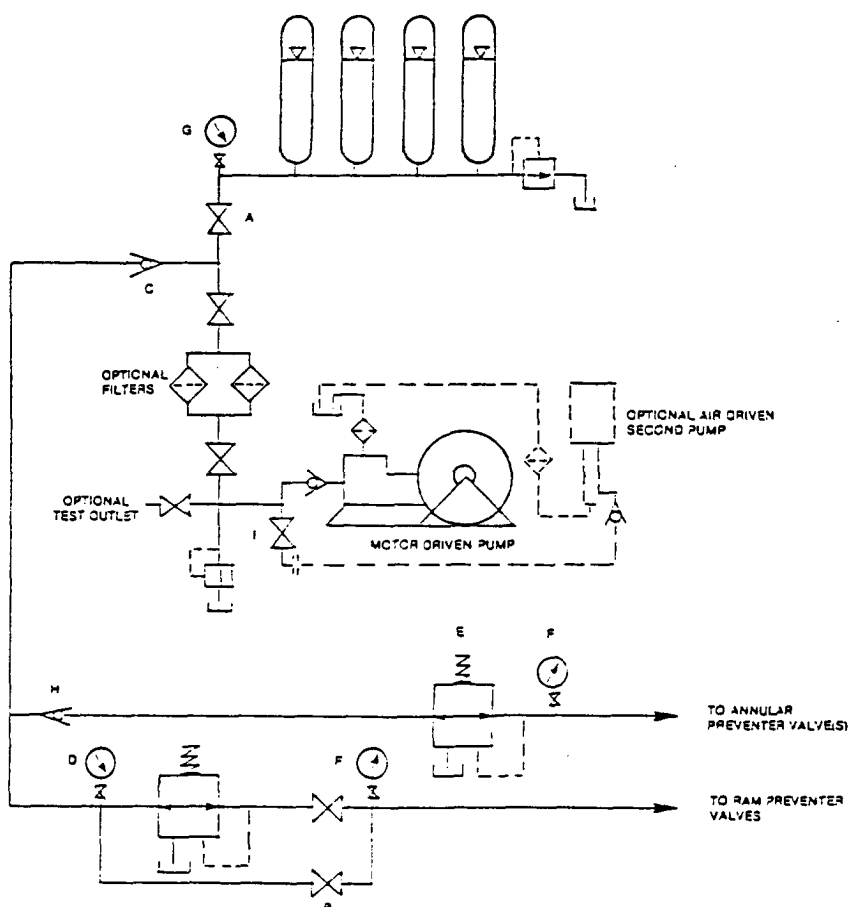 G
A
C
OPTIONAL
FILTERS
OPTIONAL AIR DRIVEN
SECOND PUMP
OPTIONAL
TEST OUTLET
I
MOTOR DRIVEN PUMP
E
F
H
TO ANNULAR
PREVENTER VALVE(S)
D
F
TO RAM PREVENTER
VALVES